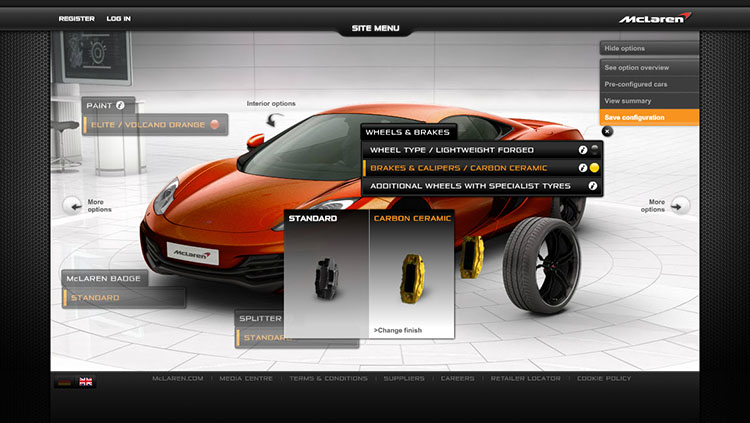 REGISTER LOG IN
SITE MENU
McLaren
Hide options
See option overview
Pre-configured cars
View summary
Save configuration
PAINT
ELITE / VOLCANO ORANGE
Interior options
WHEELS & BRAKES
WHEEL TYPE / LIGHTWEIGHT FORGED
BRAKES & CALIPERS / CARBON CERAMIC
ADDITIONAL WHEELS WITH SPECIALIST TYRES
More
options
More
options
STANDARD
CARBON CERAMIC
>Change finish
McLaren
McLAREN BADGE
STANDARD
SPLITTER
STANDARD
McLAREN.COM MEDIA CENTRE TERMS & CONDITIONS SUPPLIERS CAREERS RETAILER LOCATOR COOKIE POLICY